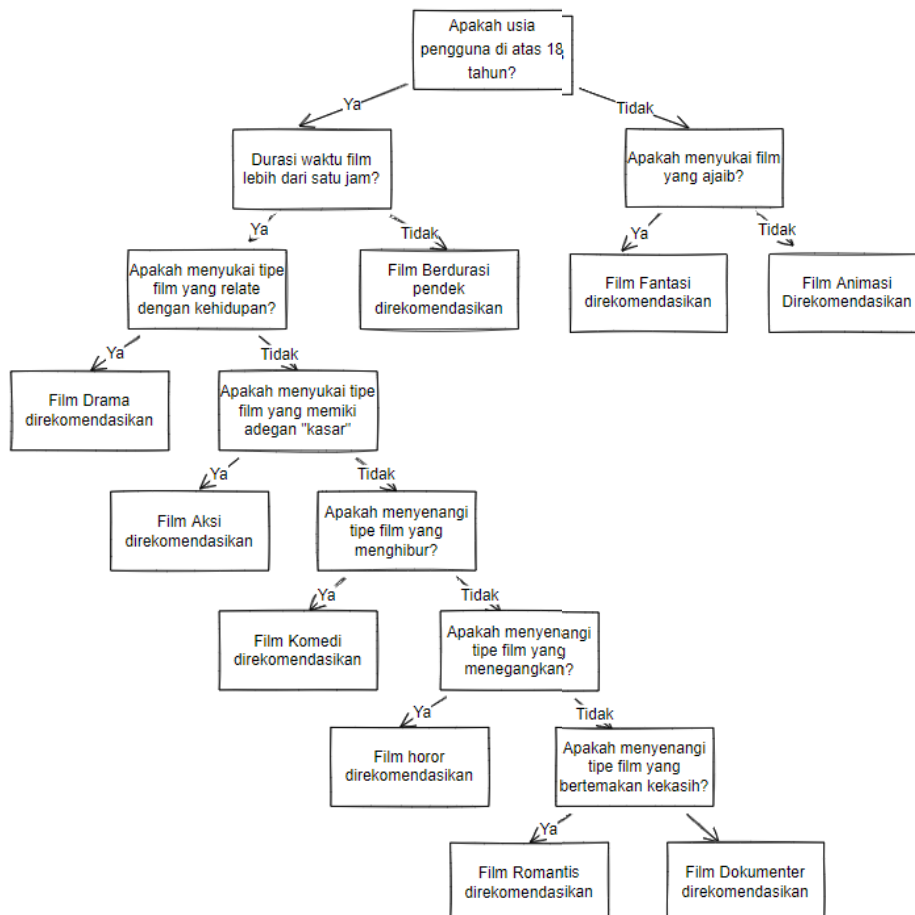 Apakah usia
pengguna di atas 18
tahun?
Ya
Tidak
Durasi waktu film
lebih dari satu jam?
Apakah menyukai film
yang ajaib?
Ya
Tidak
Ya
Tidak
Apakah menyukai tipe
film yang relate
dengan kehidupan?
Film Berdurasi
pendek
direkomendasikan
Film Fantasi
direkomendasikan
Film Animasi
Direkomendasikan
Ya
Tidak
Film Drama
direkomendasikan
Apakah menyukai tipe
film yang memiki
adegan "kasar"
Ya
Tidak
Film Aksi
direkomendasikan
Apakah menyenangi
tipe film yang
menghibur?
Ya
Tidak
Film Komedi
direkomendasikan
Apakah menyenangi
tipe film yang
menegangkan?
Ya
Tidak
Film horor
direkomendasikan
Apakah menyenangi
tipe film yang
bertemakan kekasih?
Ya
Film Romantis
direkomendasikan
Film Dokumenter
direkomendasikan